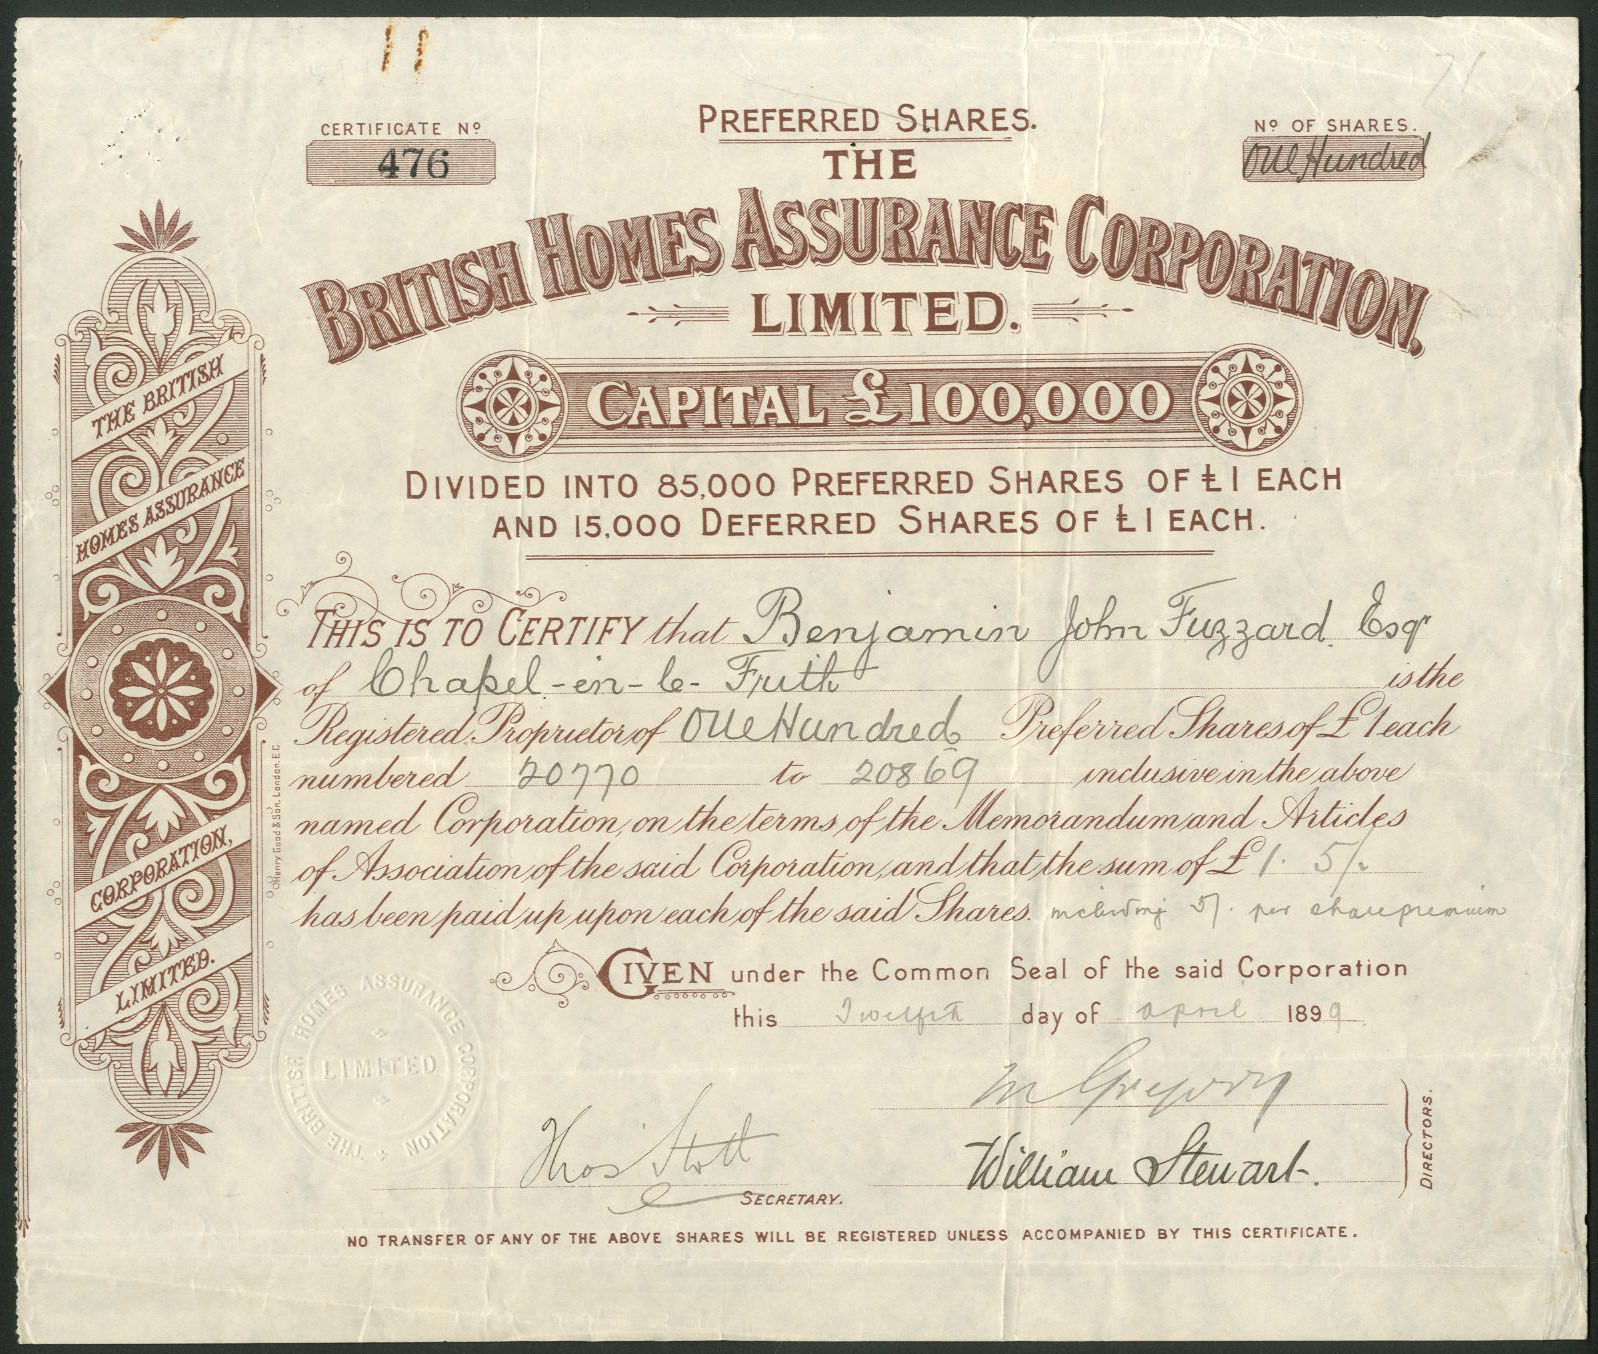 PREFERRED SHARES.
CERTIFICATE No
476
No OF SHARES.
One Hundred
THE
BRITISH HOMES ASSURANCE CORPORATION,
LIMITED.
CAPITAL £100,000
DIVIDED INTO 85,000 PREFERRED SHARES OF £1 EACH
AND 15,000 DEFERRED SHARES OF £1 EACH.
THIS IS TO CERTIFY that Benjamin John Fuzzard Esqr
of Chapel-en-le-Frith is the
Registered Proprietor of One Hundred Preferred Shares of £1 each
numbered 20770 to 20869 inclusive in the above
named Corporation, on the terms of the Memorandum and Articles
of Association of the said Corporation, and that the sum of £1. 5/-
has been paid up upon each of the said Shares. including 5/. per share premium
GIVEN under the Common Seal of the said Corporation
this Twelfth day of April 1899
M Gregory
Thos Stott
William Stewart.
SECRETARY.
DIRECTORS.
NO TRANSFER OF ANY OF THE ABOVE SHARES WILL BE REGISTERED UNLESS ACCOMPANIED BY THIS CERTIFICATE.
THE BRITISH
HOMES ASSURANCE
CORPORATION,
LIMITED.
Henry Good & Son, London, E.C.
THE BRITISH HOMES ASSURANCE CORPORATION
LIMITED
71